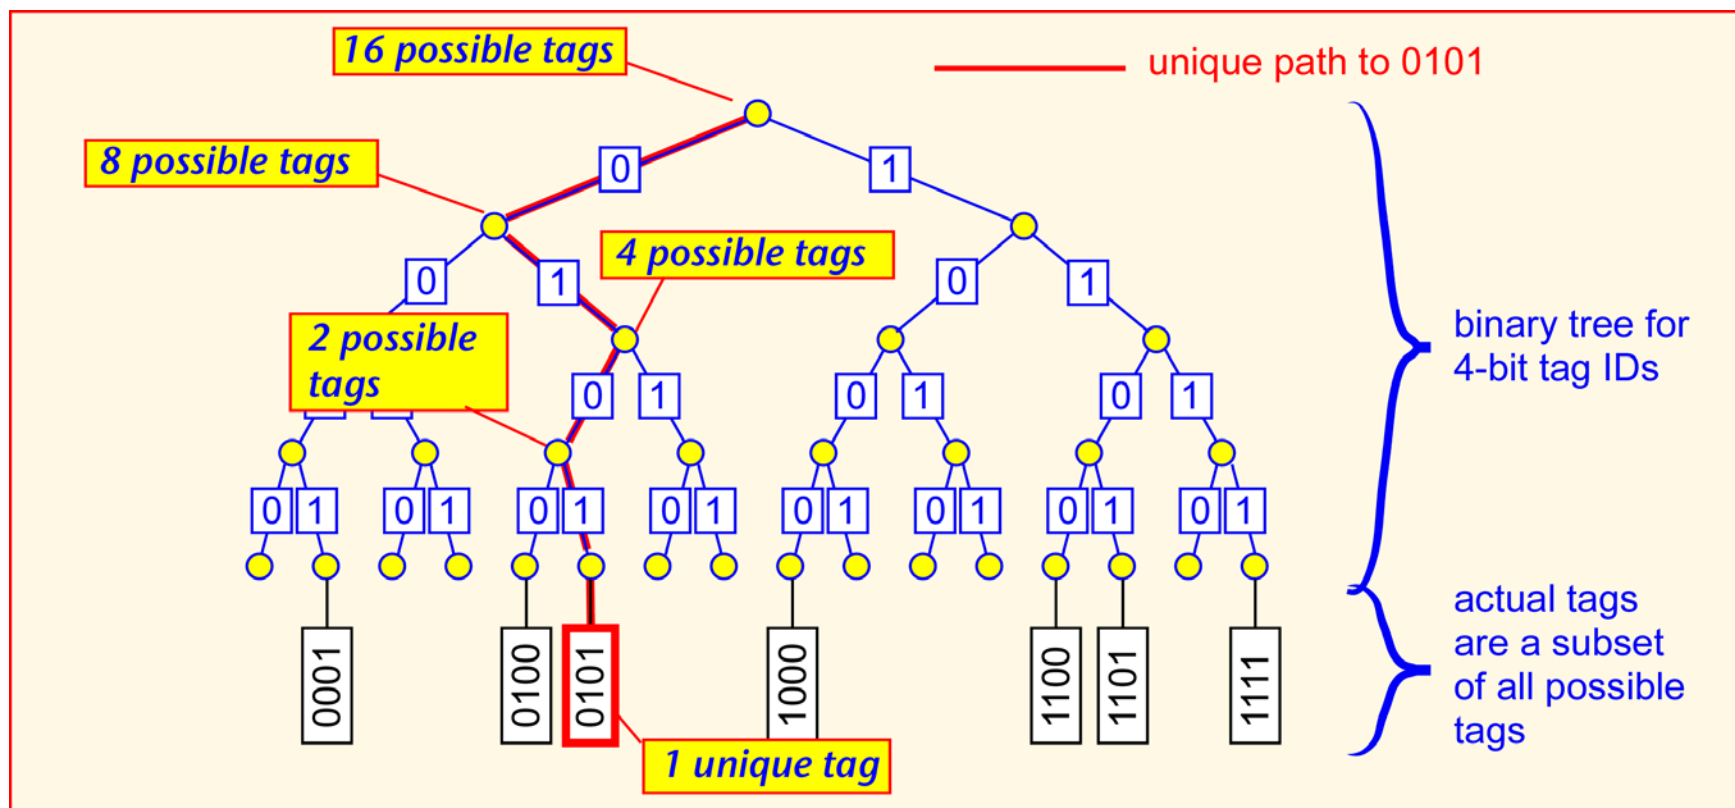 16 possible tags
unique path to 0101
8 possible tags
0
1
4 possible tags
0
1
0
1
2 possible
tags
binary tree for
4-bit tag IDs
0
1
0
1
0
1
0
1
0
1
0
1
0
1
0
1
0
1
0
1
0
1
0
1
0001
0100
0101
1000
1100
1101
1111
actual tags
are a subset
of all possible
tags
1 unique tag